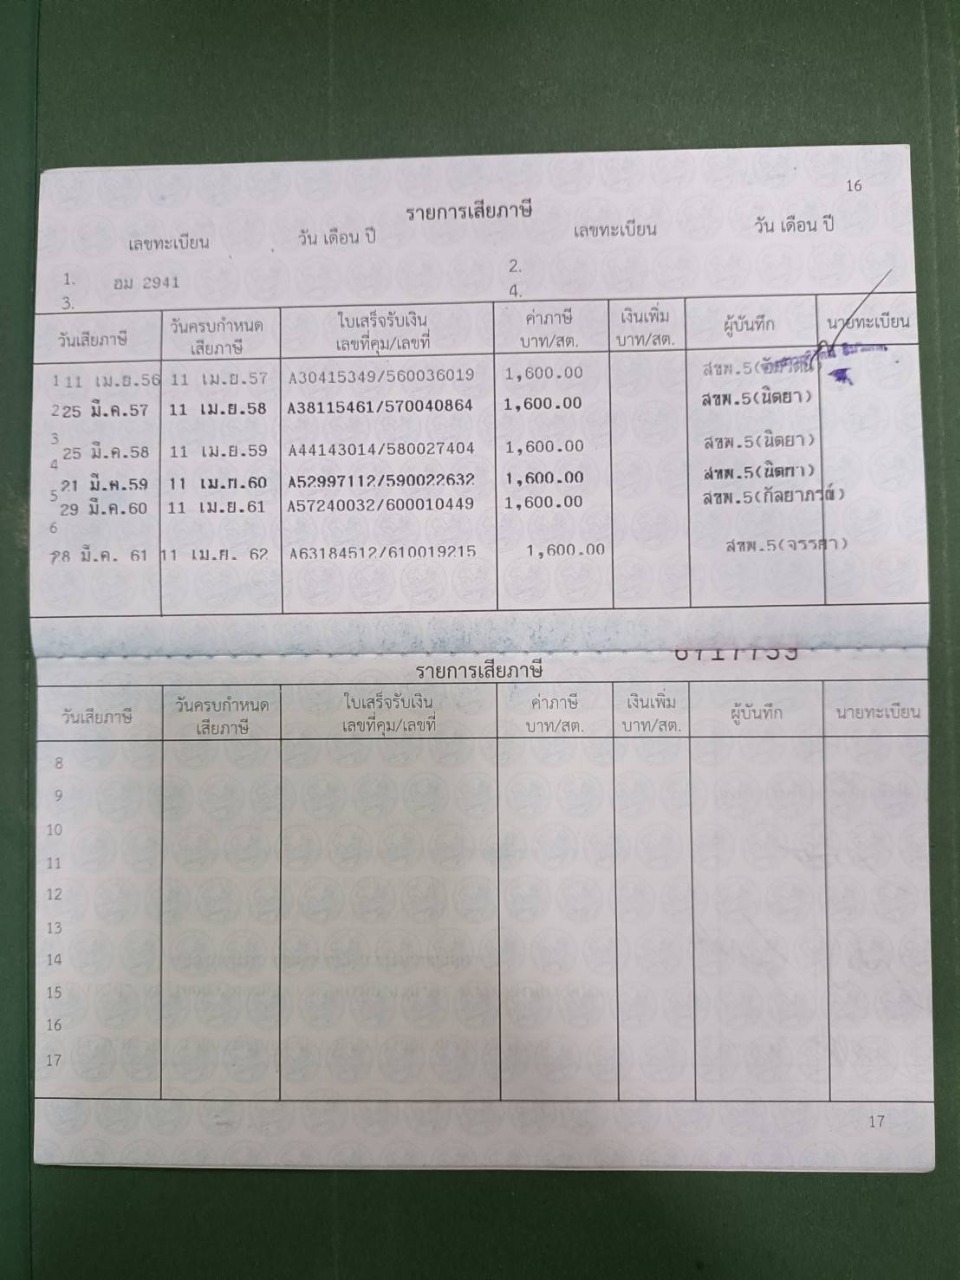 16
รายการเสียภาษี
เลขทะเบียน วัน เดือน ปี เลขทะเบียน วัน เดือน ปี
1. ฮม 2941 2.
3. 4.
วันเสียภาษี วันครบกำหนดเสียภาษี ใบเสร็จรับเงินเลขที่คุม/เลขที่ ค่าภาษีบาท/สต. เงินเพิ่มบาท/สต. ผู้บันทึก นายทะเบียน
1 11 เม.ย.56 11 เม.ย.57 A30415349/560036019 1,600.00 สขพ.5
2 25 มี.ค.57 11 เม.ย.58 A38115461/570040864 1,600.00 สขพ.5(นิตยา)
3 25 มี.ค.58 11 เม.ย.59 A44143014/580027404 1,600.00 สขพ.5(นิตยา)
4 21 มี.ค.59 11 เม.ย.60 A52997112/590022632 1,600.00 สขพ.5(นิตยา)
5 29 มี.ค.60 11 เม.ย.61 A57240032/600010449 1,600.00 สขพ.5(กัลยาภรณ์)
6
28 มี.ค. 61 11 เม.ย. 62 A63184512/610019215 1,600.00 สขพ.5(จรรศา)
รายการเสียภาษี
วันเสียภาษี วันครบกำหนดเสียภาษี ใบเสร็จรับเงินเลขที่คุม/เลขที่ ค่าภาษีบาท/สต. เงินเพิ่มบาท/สต. ผู้บันทึก นายทะเบียน
8
9
10
11
12
13
14
15
16
17
17